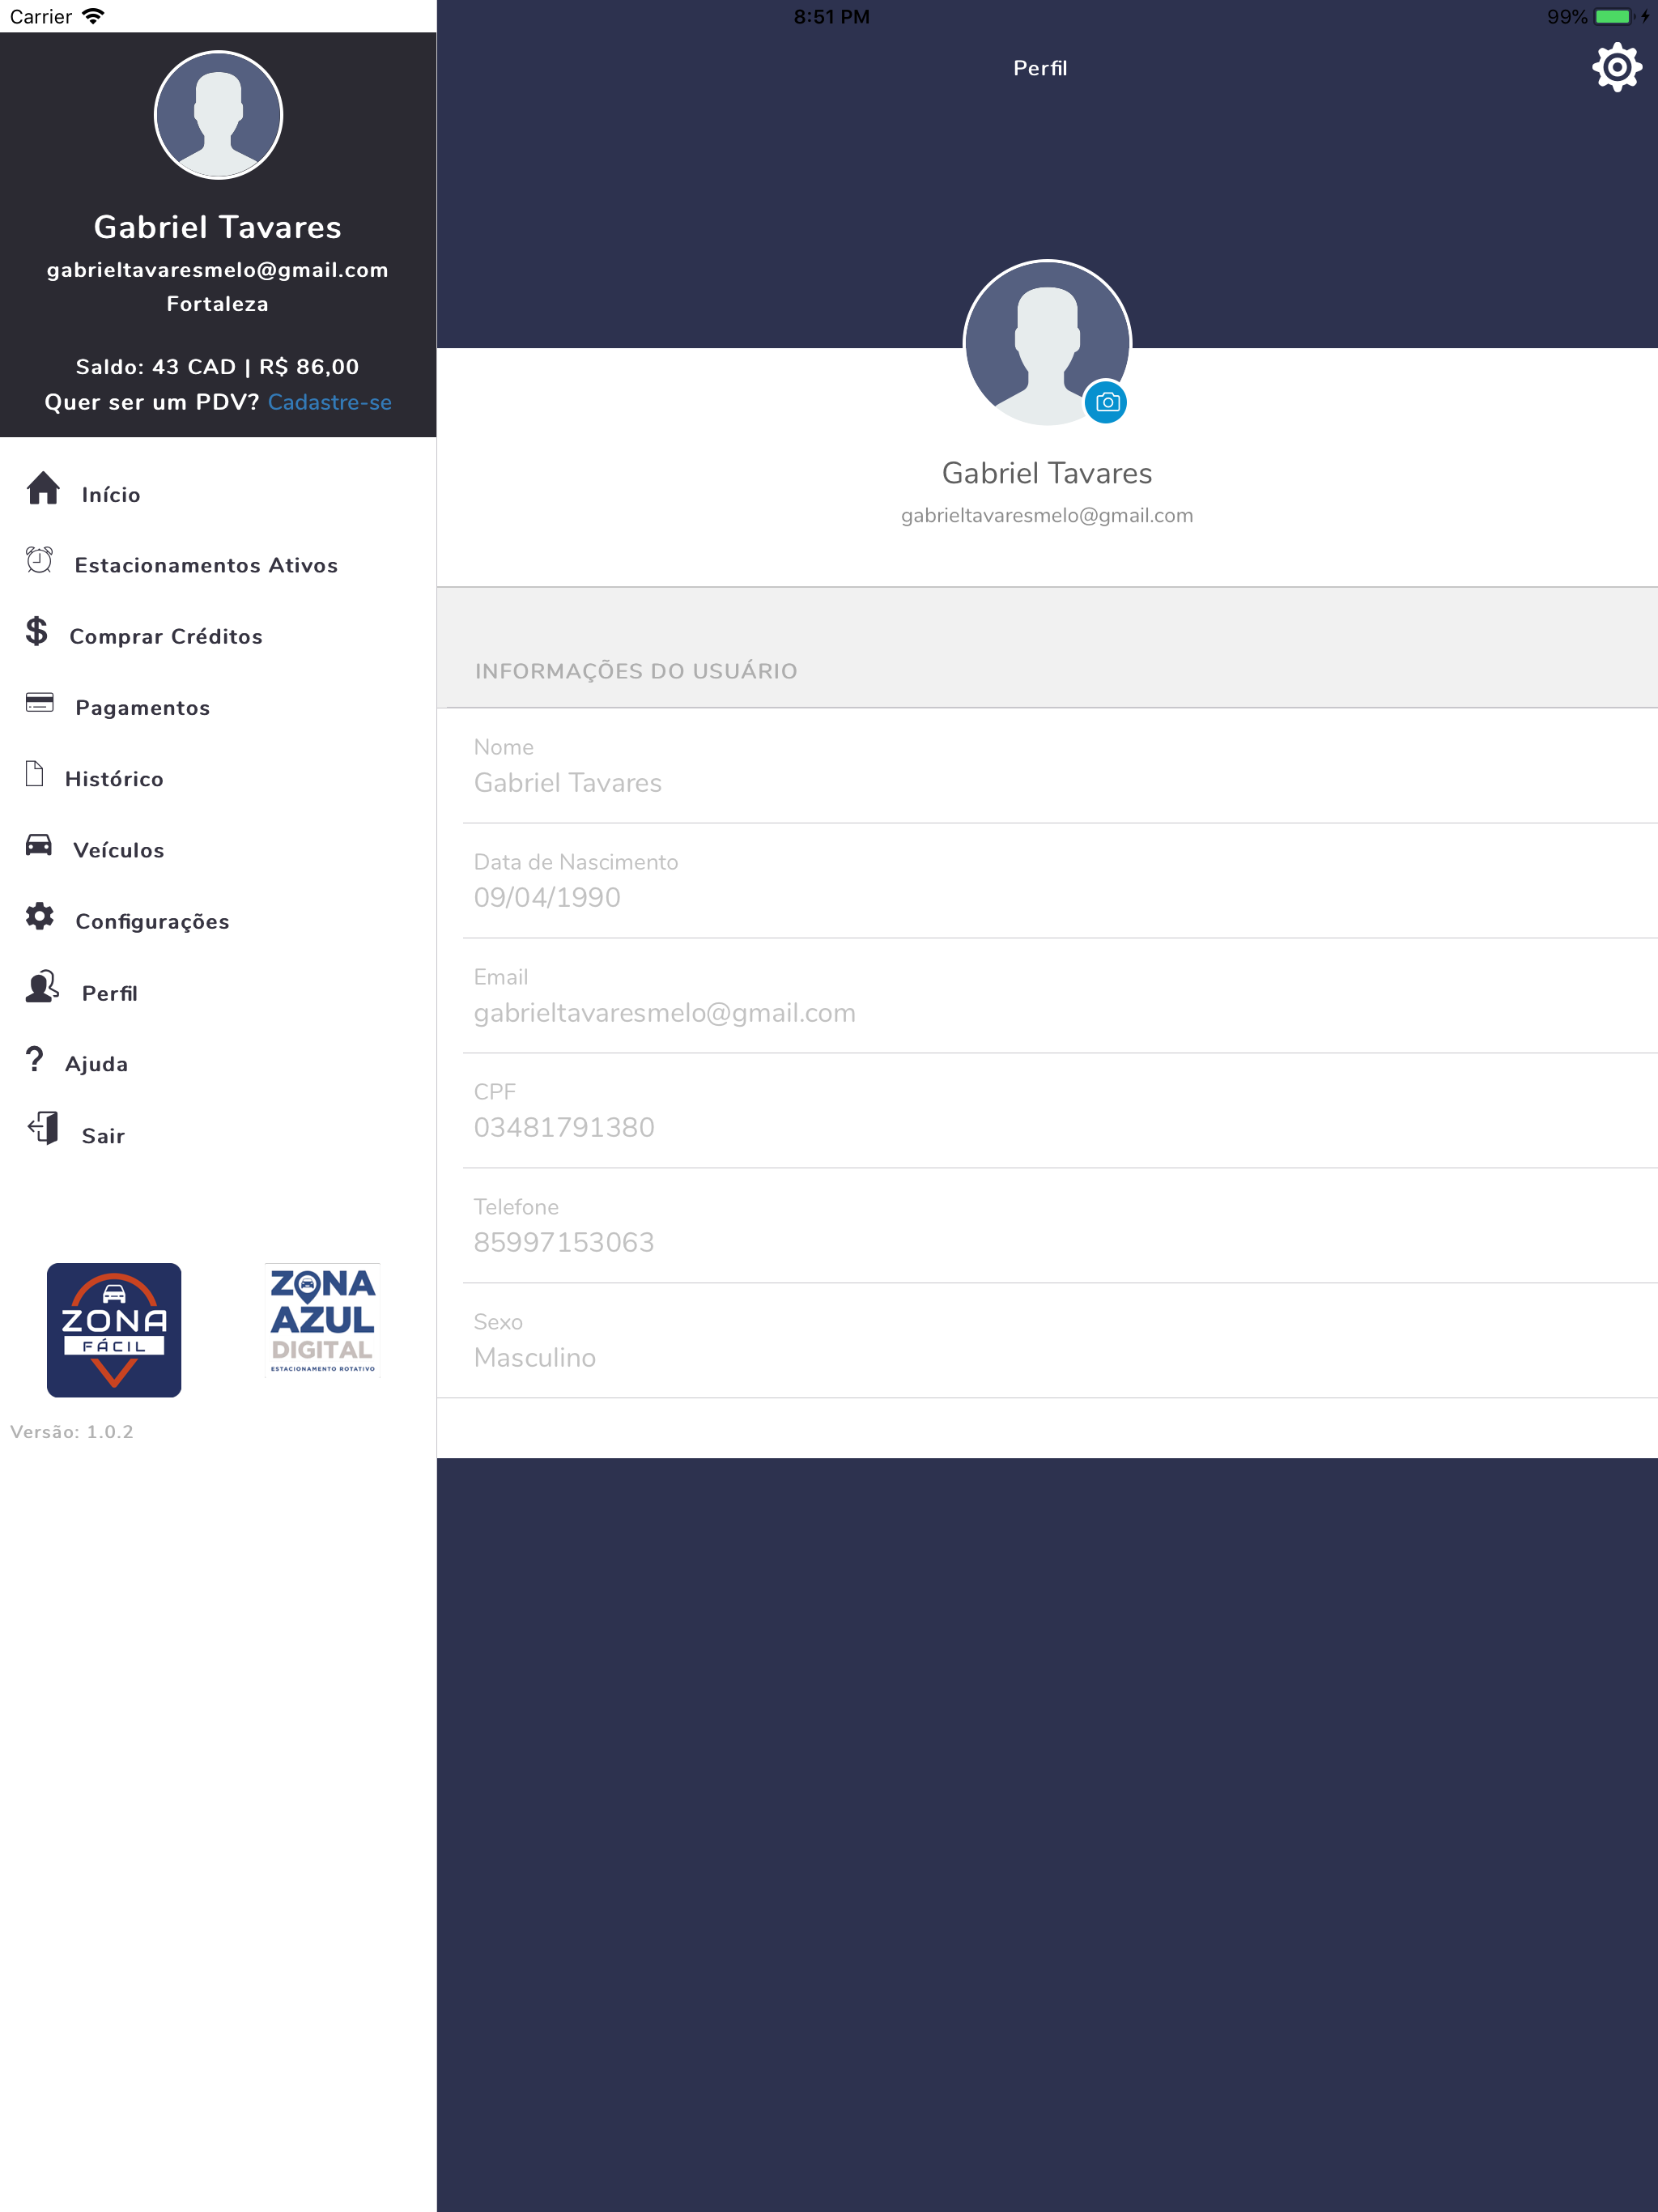 Carrier
8:51 PM
99%
Gabriel Tavares
gabrieltavaresmelo@gmail.com
Fortaleza
Saldo: 43 CAD | R$ 86,00
Quer ser um PDV? Cadastre-se
Início
Estacionamentos Ativos
Comprar Créditos
Pagamentos
Histórico
Veículos
Configurações
Perfil
Ajuda
Sair
ZONA
FÁCIL
ZONA
AZUL
DIGITAL
ESTACIONAMENTO ROTATIVO
Versão: 1.0.2
Perfil
Gabriel Tavares
gabrieltavaresmelo@gmail.com
INFORMAÇÕES DO USUÁRIO
Nome
Gabriel Tavares
Data de Nascimento
09/04/1990
Email
gabrieltavaresmelo@gmail.com
CPF
03481791380
Telefone
85997153063
Sexo
Masculino